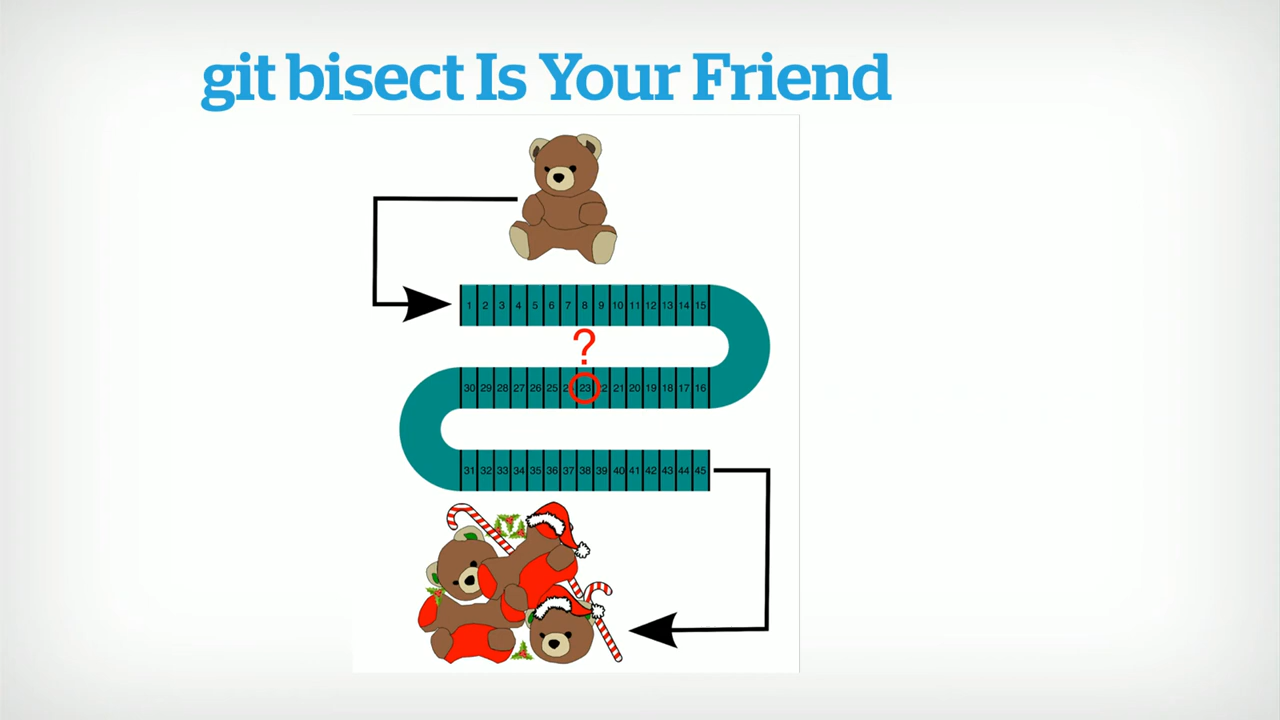 git bisect Is Your Friend
1 2 3 4 5 6 7 8 9 10 11 12 13 14 15
?
30 29 28 27 26 25 24 23 22 21 20 19 18 17 16
31 32 33 34 35 36 37 38 39 40 41 42 43 44 45